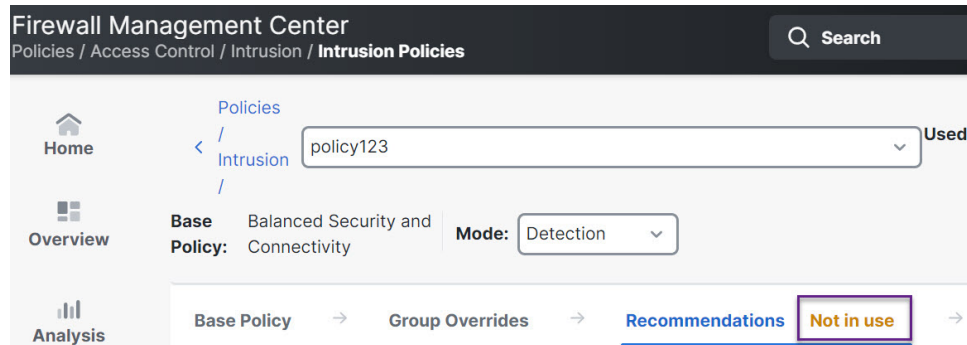 Firewall Management Center
Policies / Access Control / Intrusion / Intrusion Policies
Search
Home
Overview
Analysis
Policies
/
Intrusion
/
policy123
Used
Base Policy:
Balanced Security and
Connectivity
Mode:
Detection
Base Policy → Group Overrides → Recommendations Not in use →